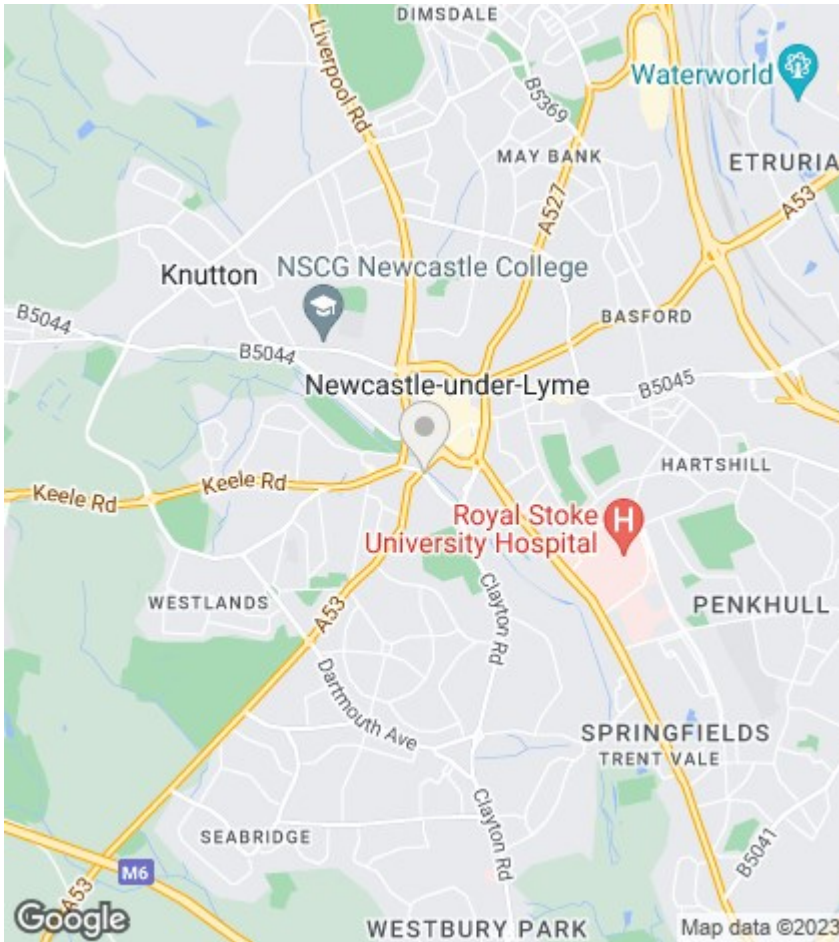 DIMSDALE
Liverpool Rd
B5369
Waterworld
MAY BANK
ETRURIA
A527
A53
Knutton
NSCG Newcastle College
B5044
BASFORD
B5044
Newcastle-under-Lyme
B5045
HARTSHILL
Keele Rd
Keele Rd
Royal Stoke
University Hospital
H
Clayton Rd
WESTLANDS
A53
PENKHULL
Dartmouth Ave
SPRINGFIELDS
TRENT VALE
Clayton Rd
SEABRIDGE
B5041
M6
A53
Google
WESTBURY PARK
Map data ©2023